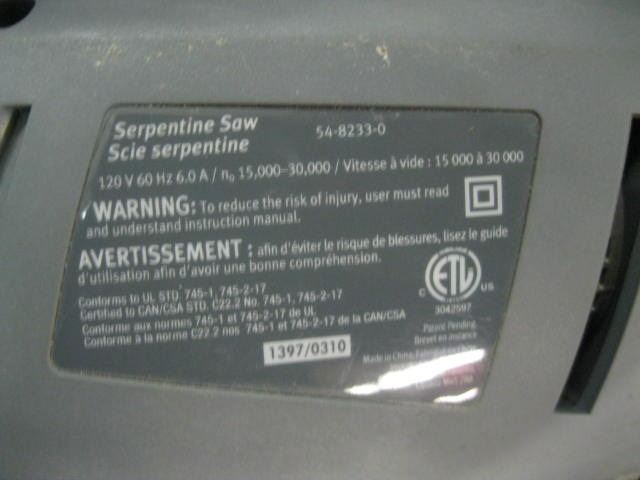 Serpentine Saw 54-8233-0
Scie serpentine
120 V 60 Hz 6.0 A / n0 15,000–30,000 / Vitesse à vide : 15 000 à 30 000
WARNING: To reduce the risk of injury, user must read
and understand instruction manual.
AVERTISSEMENT : afin d'éviter le risque de blessures, lisez le guide
d'utilisation afin d'avoir une bonne compréhension.
Conforms to UL STD. 745-1, 745-2-17
Certified to CAN/CSA STD. C22.2 No. 745-1, 745-2-17
Conforme aux normes 745-1 et 745-2-17 de UL
Conforme à la norme C22.2 nos 745-1 et 745-2-17 de la CAN/CSA
C ETL US
3042597
Patent Pending
Brevet en instance
1397/0310
Made in China,